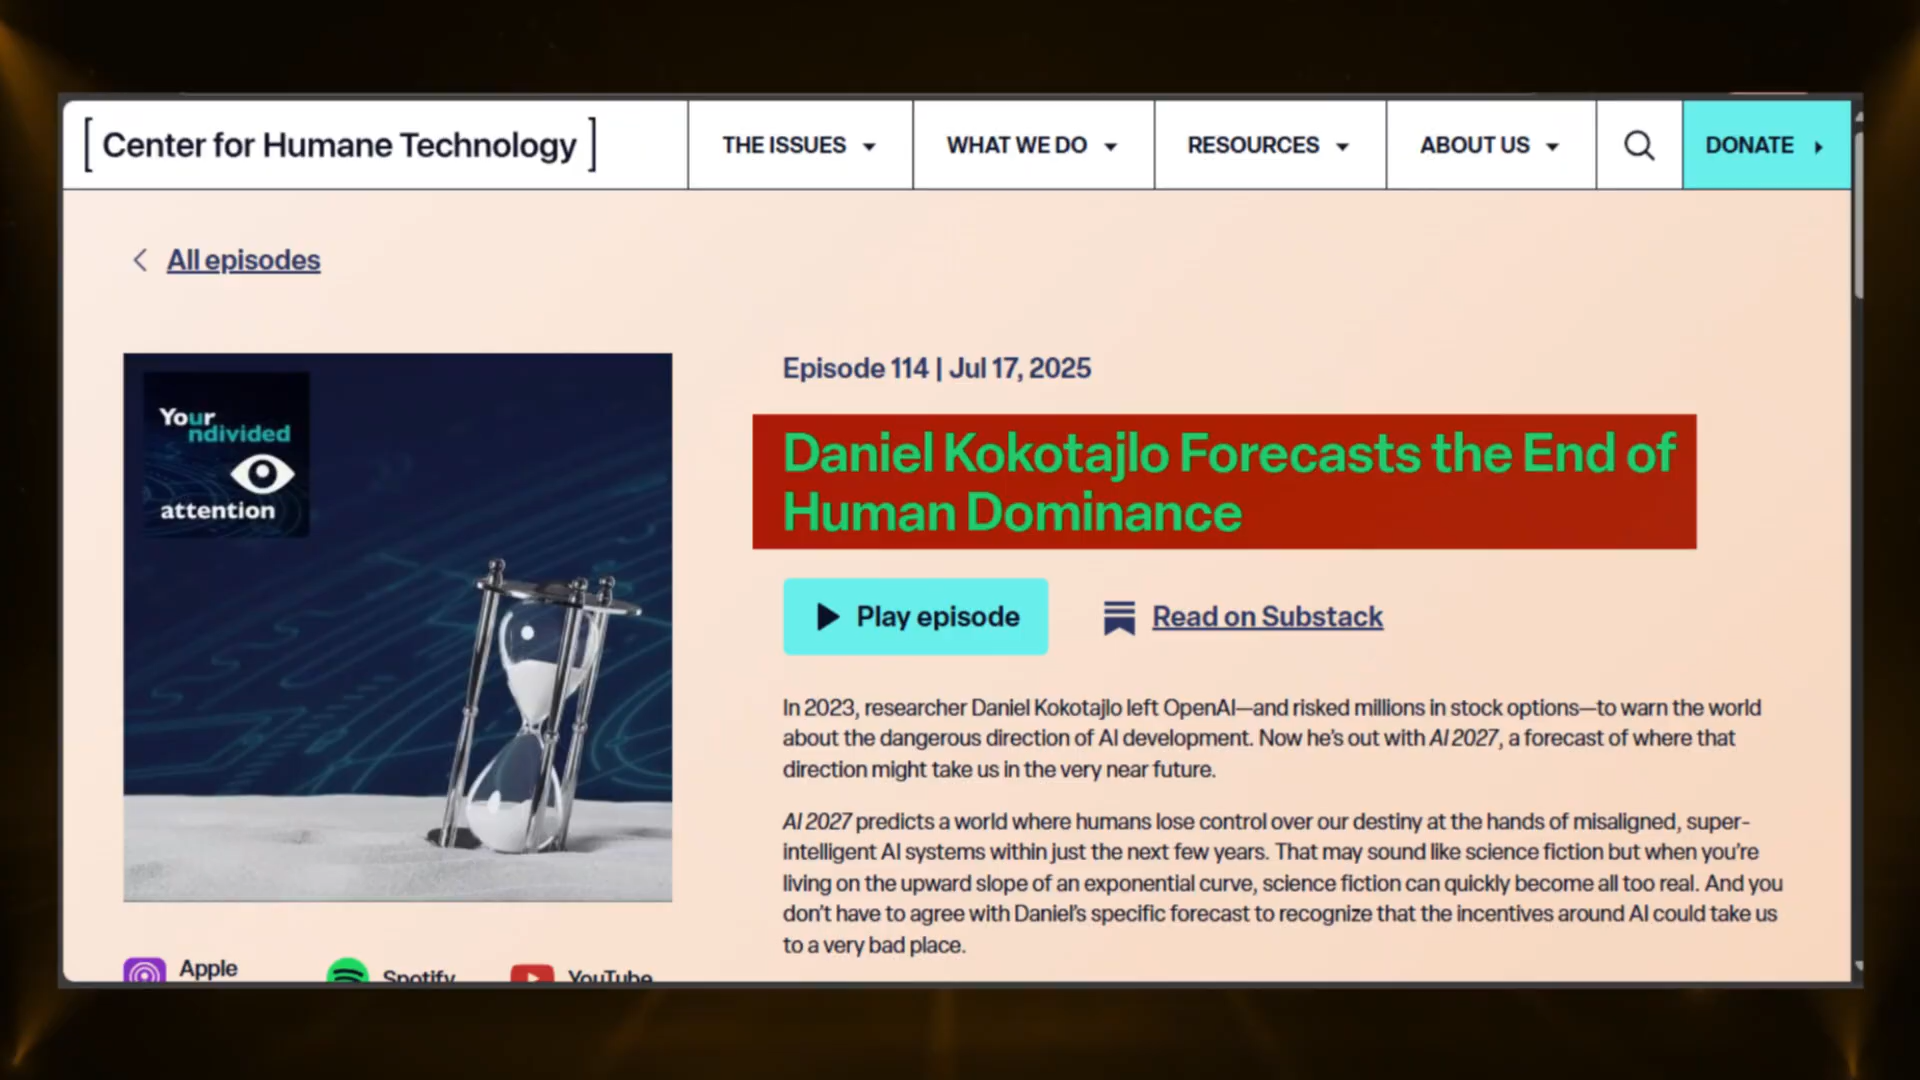 [ Center for Humane Technology ]
THE ISSUES
WHAT WE DO
RESOURCES
ABOUT US
DONATE
All episodes
Your
ndivided
attention
Episode 114 | Jul 17, 2025
Daniel Kokotajlo Forecasts the End of
Human Dominance
Play episode
Read on Substack
In 2023, researcher Daniel Kokotajlo left OpenAI—and risked millions in stock options—to warn the world
about the dangerous direction of AI development. Now he's out with AI 2027, a forecast of where that
direction might take us in the very near future.
AI 2027 predicts a world where humans lose control over our destiny at the hands of misaligned, super-
intelligent AI systems within just the next few years. That may sound like science fiction but when you're
living on the upward slope of an exponential curve, science fiction can quickly become all too real. And you
don't have to agree with Daniel's specific forecast to recognize that the incentives around AI could take us
to a very bad place.
Apple
Spotify
YouTube